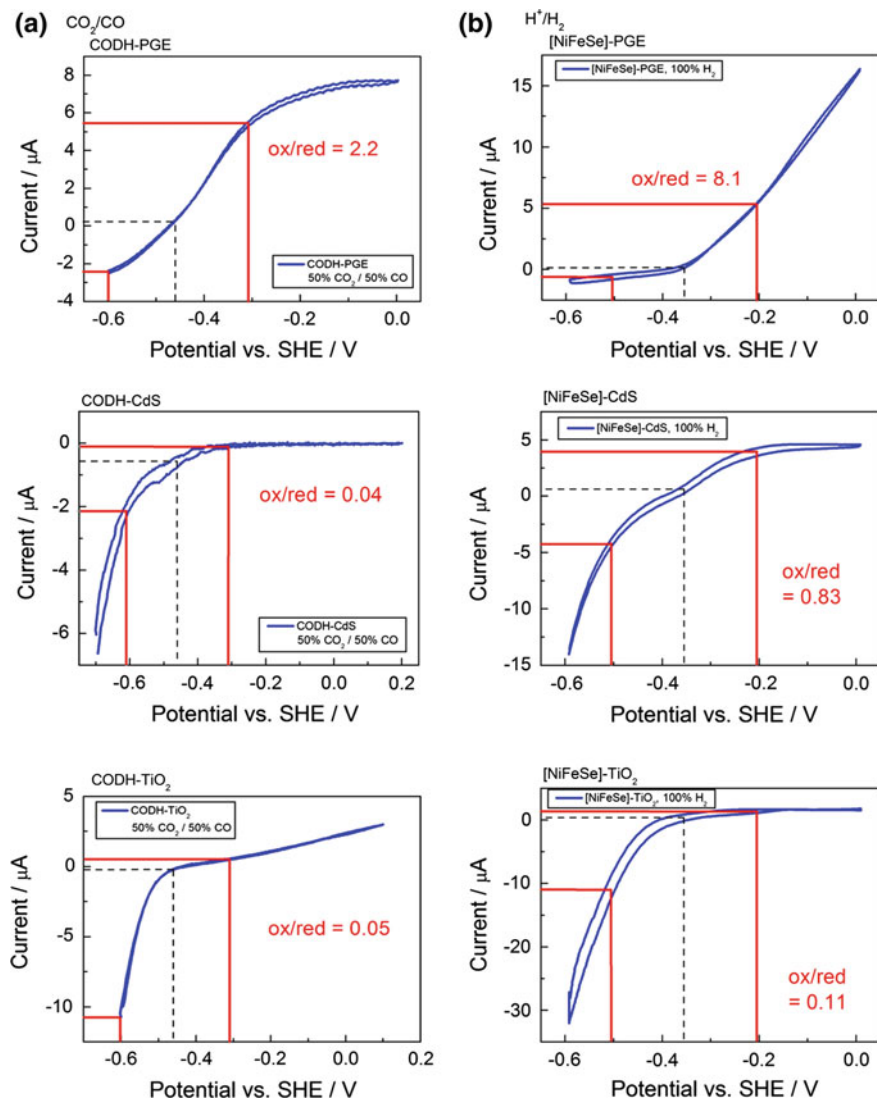 (a) CO₂/CO
CODH-PGE
8
6
4
2
0
-2
-4
Current / µA
ox/red = 2.2
CODH-PGE
50% CO₂ / 50% CO
-0.6 -0.4 -0.2 0.0
Potential vs. SHE / V
CODH-CdS
0
-2
-4
-6
Current / µA
ox/red = 0.04
CODH-CdS
50% CO₂ / 50% CO
-0.6 -0.4 -0.2 0.0 0.2
Potential vs. SHE / V
CODH-TiO₂
CODH-TiO₂
50% CO₂ / 50% CO
5
0
-5
-10
Current / µA
ox/red = 0.05
-0.6 -0.4 -0.2 0.0 0.2
Potential vs. SHE / V
(b) H⁺/H₂
[NiFeSe]-PGE
[NiFeSe]-PGE, 100% H₂
15
10
5
0
Current / µA
ox/red = 8.1
-0.6 -0.4 -0.2 0.0
Potential vs. SHE / V
[NiFeSe]-CdS
[NiFeSe]-CdS, 100% H₂
5
0
-5
-10
-15
Current / µA
ox/red
= 0.83
-0.6 -0.4 -0.2 0.0
Potential vs. SHE / V
[NiFeSe]-TiO₂
[NiFeSe]-TiO₂, 100% H₂
0
-10
-20
-30
Current / µA
ox/red
= 0.11
-0.6 -0.4 -0.2 0.0
Potential vs. SHE / V